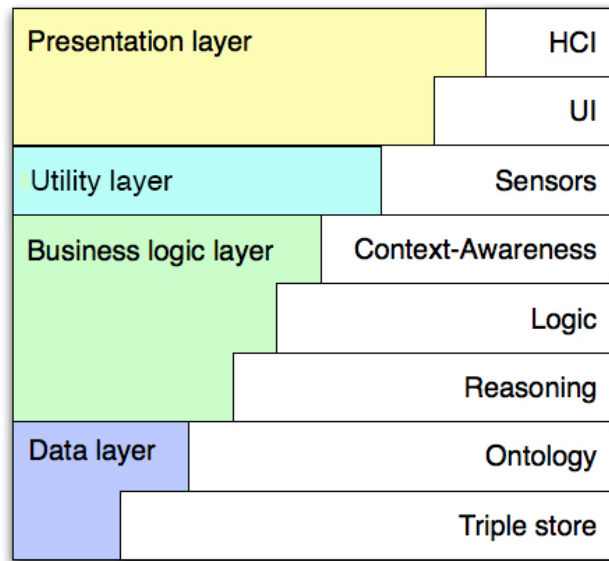 Presentation layer
HCI
UI
Utility layer
Sensors
Business logic layer
Context-Awareness
Logic
Reasoning
Data layer
Ontology
Triple store